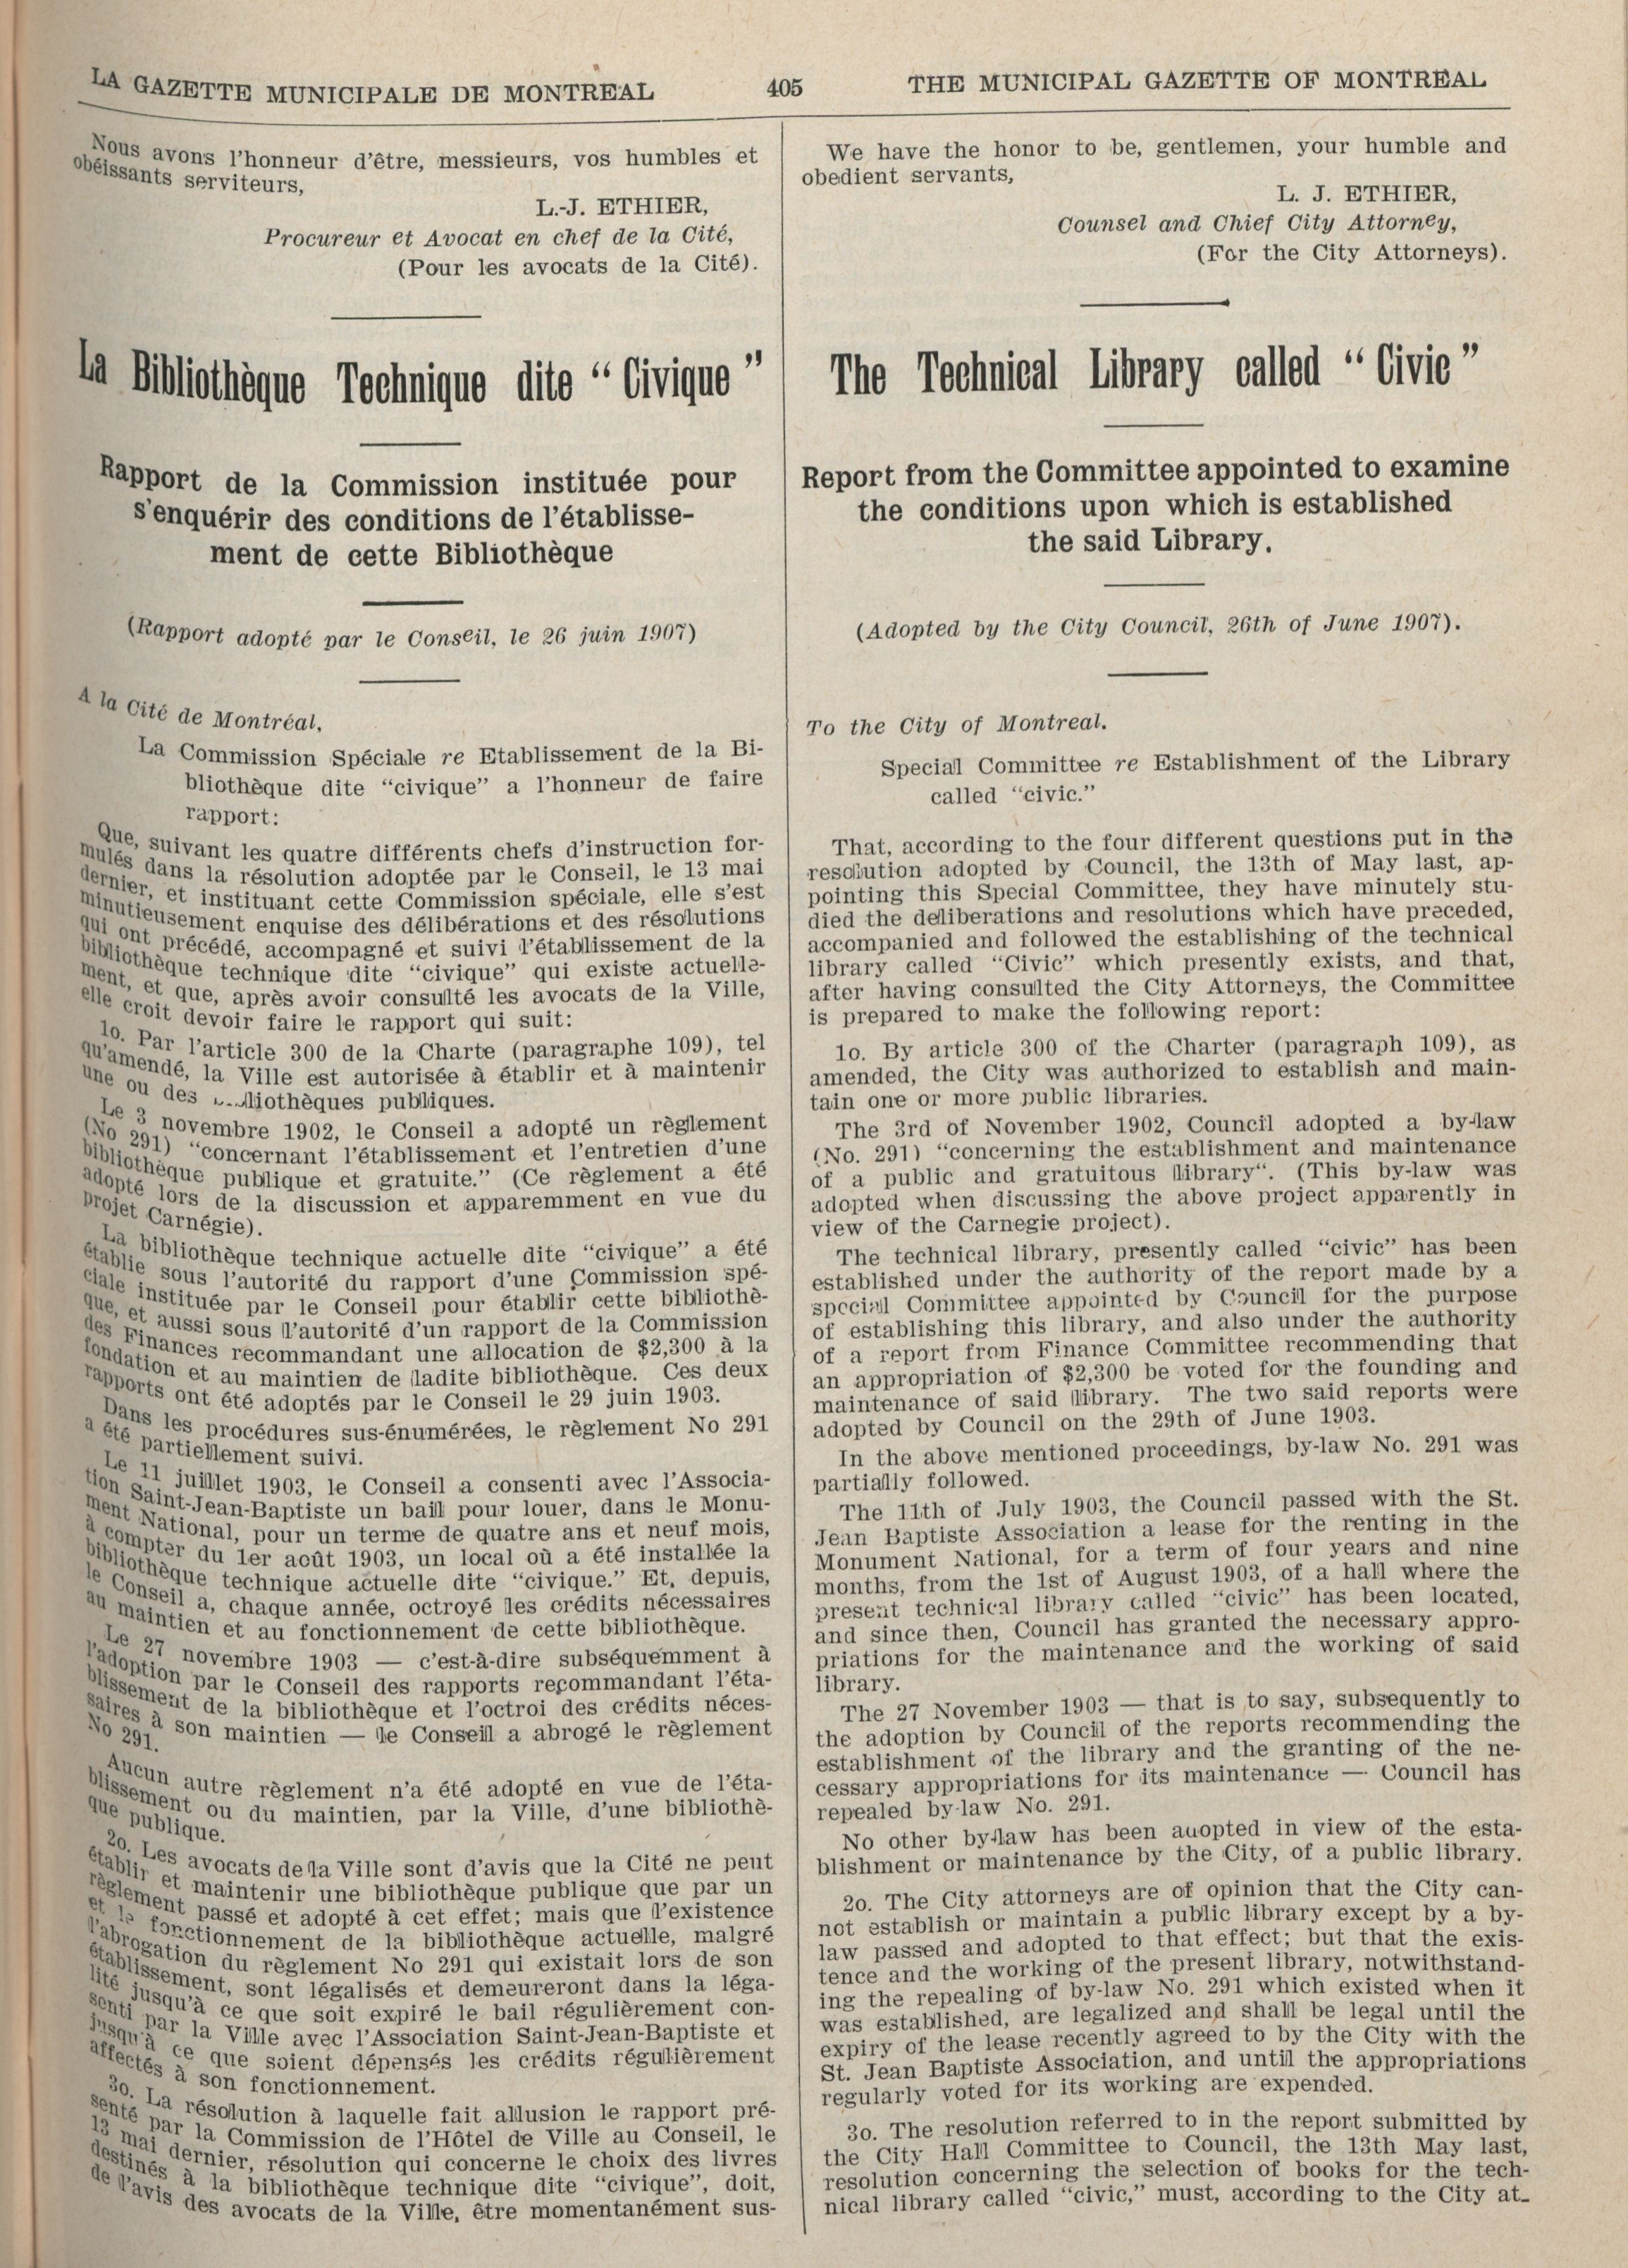 LA GAZETTE MUNICIPALE DE MONTREAL
405
THE MUNICIPAL GAZETTE OF MONTREAL
Nous avons l'honneur d'être, messieurs, vos humbles et
obéissants serviteurs,
L.-J. ETHIER,
Procureur et Avocat en chef de la Cité,
(Pour les avocats de la Cité).
La Bibliothèque Technique dite "Civique"
Rapport de la Commission instituée pour
s'enquérir des conditions de l'établisse-
ment de cette Bibliothèque
(Rapport adopté par le Conseil, le 26 juin 1907)
A la Cité de Montréal,
La Commission Spéciale re Etablissement de la Bi-
bliothèque dite "civique" a l'honneur de faire
rapport:
Que, suivant les quatre différents chefs d'instruction for-
mulés dans la résolution adoptée par le Conseil, le 13 mai
dernier, et instituant cette Commission spéciale, elle s'est
minutieusement enquise des délibérations et des résolutions
qui ont précédé, accompagné et suivi l'établissement de la
bibliothèque technique dite "civique" qui existe actuelle-
ment, et que, après avoir consulté les avocats de la Ville,
elle croit devoir faire le rapport qui suit:
1o. Par l'article 300 de la Charte (paragraphe 109), tel
qu'amendé, la Ville est autorisée à établir et à maintenir
une ou des bibliothèques publiques.
Le 3 novembre 1902, le Conseil a adopté un règlement
(No 291) "concernant l'établissement et l'entretien d'une
bibliothèque publique et gratuite." (Ce règlement a été
adopté lors de la discussion et apparemment en vue du
projet Carnégie).
La bibliothèque technique actuelle dite "civique" a été
établie sous l'autorité du rapport d'une Commission spé-
ciale instituée par le Conseil pour établir cette bibliothè-
que, et aussi sous l'autorité d'un rapport de la Commission
des Finances recommandant une allocation de $2,300 à la
fondation et au maintien de ladite bibliothèque. Ces deux
rapports ont été adoptés par le Conseil le 29 juin 1903.
Dans les procédures sus-énumérées, le règlement No 291
a été partiellement suivi.
Le 11 juillet 1903, le Conseil a consenti avec l'Associa-
tion Saint-Jean-Baptiste un bail pour louer, dans le Monu-
ment National, pour un terme de quatre ans et neuf mois,
à compter du 1er août 1903, un local où a été installée la
bibliothèque technique actuelle dite "civique." Et, depuis,
le Conseil a, chaque année, octroyé les crédits nécessaires
au maintien et au fonctionnement de cette bibliothèque.
Le 27 novembre 1903 — c'est-à-dire subséquemment à
l'adoption par le Conseil des rapports recommandant l'éta-
blissement de la bibliothèque et l'octroi des crédits néces-
saires à son maintien — le Conseil a abrogé le règlement
No 291.
Aucun autre règlement n'a été adopté en vue de l'éta-
blissement ou du maintien, par la Ville, d'une bibliothè-
que publique.
2o. Les avocats de la Ville sont d'avis que la Cité ne peut
établir et maintenir une bibliothèque publique que par un
règlement passé et adopté à cet effet; mais que l'existence
et le fonctionnement de la bibliothèque actuelle, malgré
l'abrogation du règlement No 291 qui existait lors de son
établissement, sont légalisés et demeureront dans la léga-
lité jusqu'à ce que soit expiré le bail régulièrement con-
senti par la Ville avec l'Association Saint-Jean-Baptiste et
jusqu'à ce que soient dépensés les crédits régulièrement
affectés à son fonctionnement.
3o. La résolution à laquelle fait allusion le rapport pré-
senté par la Commission de l'Hôtel de Ville au Conseil, le
13 mai dernier, résolution qui concerne le choix des livres
destinés à la bibliothèque technique dite "civique", doit,
de l'avis des avocats de la Ville, être momentanément sus-
We have the honor to be, gentlemen, your humble and
obedient servants,
L. J. ETHIER,
Counsel and Chief City Attorney,
(For the City Attorneys).
The Technical Library called "Civic"
Report from the Committee appointed to examine
the conditions upon which is established
the said Library.
(Adopted by the City Council, 26th of June 1907).
To the City of Montreal.
Special Committee re Establishment of the Library
called "civic."
That, according to the four different questions put in the
resolution adopted by Council, the 13th of May last, ap-
pointing this Special Committee, they have minutely stu-
died the deliberations and resolutions which have preceded,
accompanied and followed the establishing of the technical
library called "Civic" which presently exists, and that,
after having consulted the City Attorneys, the Committee
is prepared to make the following report:
1o. By article 300 of the Charter (paragraph 109), as
amended, the City was authorized to establish and main-
tain one or more public libraries.
The 3rd of November 1902, Council adopted a by-law
(No. 291) "concerning the establishment and maintenance
of a public and gratuitous library“. (This by-law was
adopted when discussing the above project apparently in
view of the Carnegie project).
The technical library, presently called "civic" has been
established under the authority of the report made by a
special Committee appointed by Council for the purpose
of establishing this library, and also under the authority
of a report from Finance Committee recommending that
an appropriation of $2,300 be voted for the founding and
maintenance of said library. The two said reports were
adopted by Council on the 29th of June 1903.
In the above mentioned proceedings, by-law No. 291 was
partially followed.
The 11th of July 1903, the Council passed with the St.
Jean Baptiste Association a lease for the renting in the
Monument National, for a term of four years and nine
months, from the 1st of August 1903, of a hall where the
present technical library called "civic" has been located,
and since then, Council has granted the necessary appro-
priations for the maintenance and the working of said
library.
The 27 November 1903 — that is to say, subsequently to
the adoption by Council of the reports recommending the
establishment of the library and the granting of the ne-
cessary appropriations for its maintenance — Council has
repealed by-law No. 291.
No other by-law has been adopted in view of the esta-
blishment or maintenance by the City, of a public library.
2o. The City attorneys are of opinion that the City can-
not establish or maintain a public library except by a by-
law passed and adopted to that effect; but that the exis-
tence and the working of the present library, notwithstand-
ing the repealing of by-law No. 291 which existed when it
was established, are legalized and shall be legal until the
expiry of the lease recently agreed to by the City with the
St. Jean Baptiste Association, and until the appropriations
regularly voted for its working are expended.
3o. The resolution referred to in the report submitted by
the City Hall Committee to Council, the 13th May last,
resolution concerning the selection of books for the tech-
nical library called "civic," must, according to the City at-